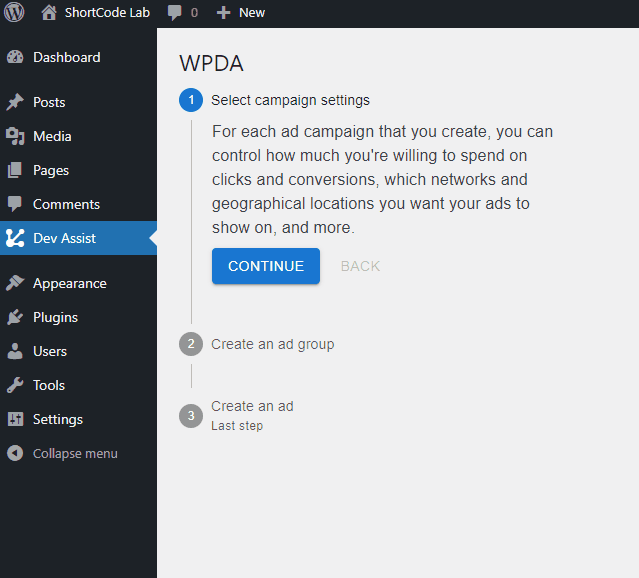 ShortCode Lab 0 New
Dashboard
Posts
Media
Pages
Comments
Dev Assist
Appearance
Plugins
Users
Tools
Settings
Collapse menu
WPDA
1 Select campaign settings
For each ad campaign that you create, you can
control how much you're willing to spend on
clicks and conversions, which networks and
geographical locations you want your ads to
show on, and more.
CONTINUE BACK
2 Create an ad group
3 Create an ad
Last step